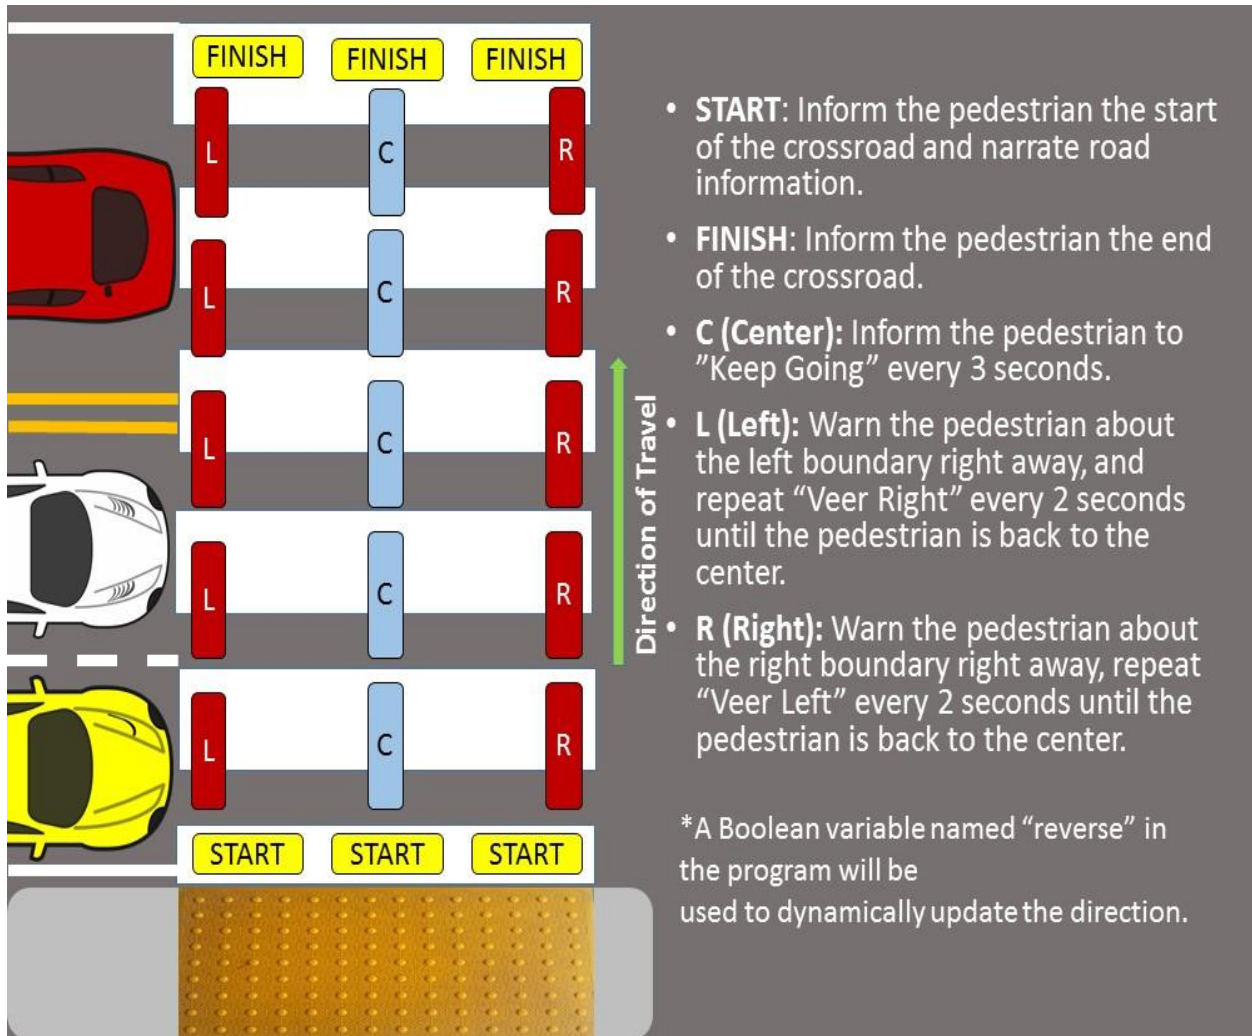 FINISH FINISH FINISH
L C R
L C R
L C R
L C R
L C R
START START START
Direction of Travel
• START: Inform the pedestrian the start
of the crossroad and narrate road
information.
• FINISH: Inform the pedestrian the end
of the crossroad.
• C (Center): Inform the pedestrian to
”Keep Going” every 3 seconds.
• L (Left): Warn the pedestrian about
the left boundary right away, and
repeat “Veer Right” every 2 seconds
until the pedestrian is back to the
center.
• R (Right): Warn the pedestrian about
the right boundary right away, repeat
“Veer Left” every 2 seconds until the
pedestrian is back to the center.
*A Boolean variable named “reverse” in
the program will be
used to dynamically update the direction.